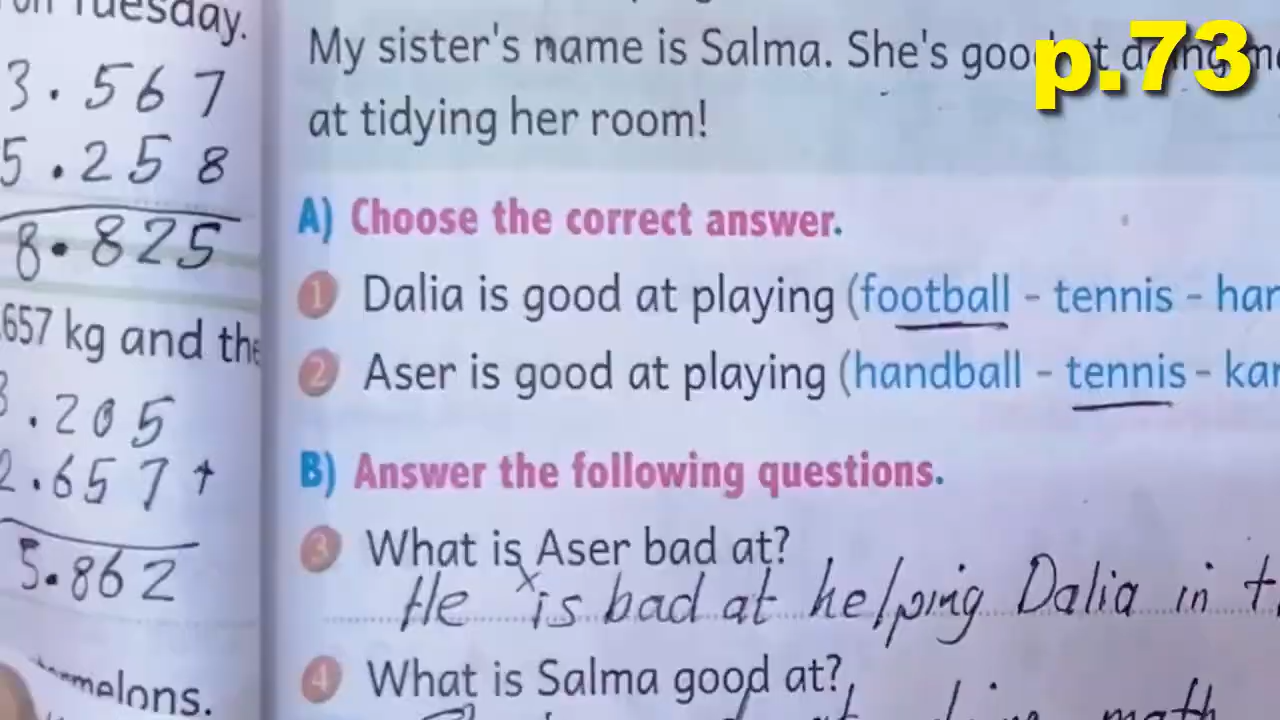 Tuesday.
3.567
5.258
8.825
.657 kg and the
.205
2.657 +
5.862
melons.
p.73
My sister's name is Salma. She's good at doing
at tidying her room!
A) Choose the correct answer.
1 Dalia is good at playing (football - tennis -
2 Aser is good at playing (handball - tennis -
B) Answer the following questions.
3 What is Aser bad at?
He is bad at helping Dalia in
4 What is Salma good at?
math